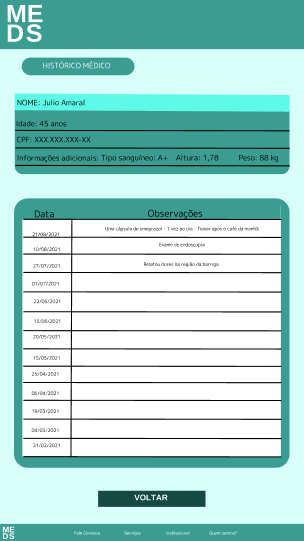 ME
DS
HISTÓRICO MÉDICO
NOME: Julio Amaral
Idade: 45 anos
CPF: XXX.XXX.XXX-XX
Informações adicionais: Tipo sanguíneo: A+ Altura: 1,78 Peso: 88 kg
Data Observações
21/08/2021 Uma cápsula de omeprazol - 1 vez ao dia - Tomar após o café da manhã
10/08/2021 Exame de endoscopia
27/07/2021 Relatou dores na região da barriga
01/07/2021
22/06/2021
13/06/2021
20/05/2021
15/05/2021
25/04/2021
06/04/2021
19/03/2021
04/03/2021
21/02/2021
VOLTAR
ME
DS
Fale Conosco Serviços Institucional Quem somos?